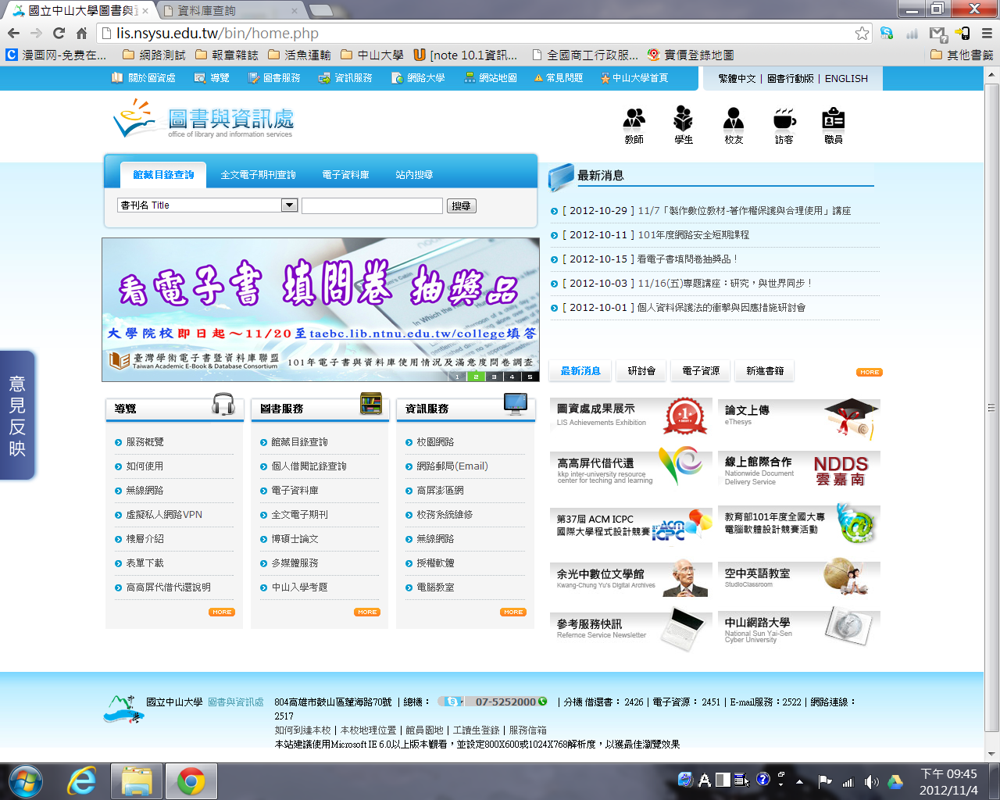 國立中山大學圖書與資
資料庫查詢
lis.nsysu.edu.tw/bin/home.php
漫画网-免费在...
網路測試
報章雜誌
活魚運輸
中山大學
[note 10.1資訊...
全國商工行政服...
實價登錄地圖
其他書籤
關於圖資處
導覽
圖書服務
資訊服務
網路大學
網站地圖
常見問題
中山大學首頁
繁體中文 | 圖書行動版 | ENGLISH
圖書與資訊處
office of library and information services
教師
學生
校友
訪客
職員
館藏目錄查詢
全文電子期刊查詢
電子資料庫
站內搜尋
書刊名 Title
搜尋
最新消息
[ 2012-10-29 ] 11/7「製作數位教材-著作權保護與合理使用」講座
[ 2012-10-11 ] 101年度網路安全短期課程
[ 2012-10-15 ] 看電子書填問卷抽獎品！
[ 2012-10-03 ] 11/16(五)專題講座：研究，與世界同步！
[ 2012-10-01 ] 個人資料保護法的衝擊與因應措施研討會
看電子書 填問卷 抽獎品
大學院校即日起～11/20至taebc.lib.ntnu.edu.tw/college填答
臺灣學術電子書暨資料庫聯盟
Taiwan Academic E-Book & Database Consortium
101年電子書與資料庫使用情況及滿意度問卷調查
1 2 3 4 5
最新消息
研討會
電子資源
新進書籍
MORE
意見反映
導覽
服務概覽
如何使用
無線網路
虛擬私人網路VPN
樓層介紹
表單下載
高高屏代借代還說明
MORE
圖書服務
館藏目錄查詢
個人借閱記錄查詢
電子資料庫
全文電子期刊
博碩士論文
多媒體服務
中山入學考題
MORE
資訊服務
校園網路
網路郵局(Email)
高屏澎區網
校務系統維修
無線網路
授權軟體
電腦教室
MORE
圖資處成果展示
LIS Achievements Exhibition
論文上傳
eThesys
高高屏代借代還
kkp inter-university resource
center for teching and learning
線上館際合作
Nationwide Document
Delivery Service
NDDS
雲嘉南
第37屆 ACM ICPC
國際大學程式設計競賽
ACM
ICPC
教育部101年度全國大專
電腦軟體設計競賽活動
余光中數位文學館
Kwang-Chung Yu's Digital Archives
空中英語教室
StudioClassroom
參考服務快訊
Refernce Service Newsletter
中山網路大學
National Sun Yai-Sen
Cyber University
國立中山大學 圖書與資訊處
804高雄市鼓山區蓮海路70號 | 總機： 07-5252000 | 分機 借還書： 2426 | 電子資源： 2451 | E-mail服務：2522 | 網路連線：
2517
如何到達本校 | 本校地理位置 | 館員園地 | 工讀生登錄 | 服務信箱
本站建議使用Microsoft IE 6.0以上版本觀看，並設定800X600或1024X768解析度，以獲最佳瀏覽效果
下午 09:45
2012/11/4